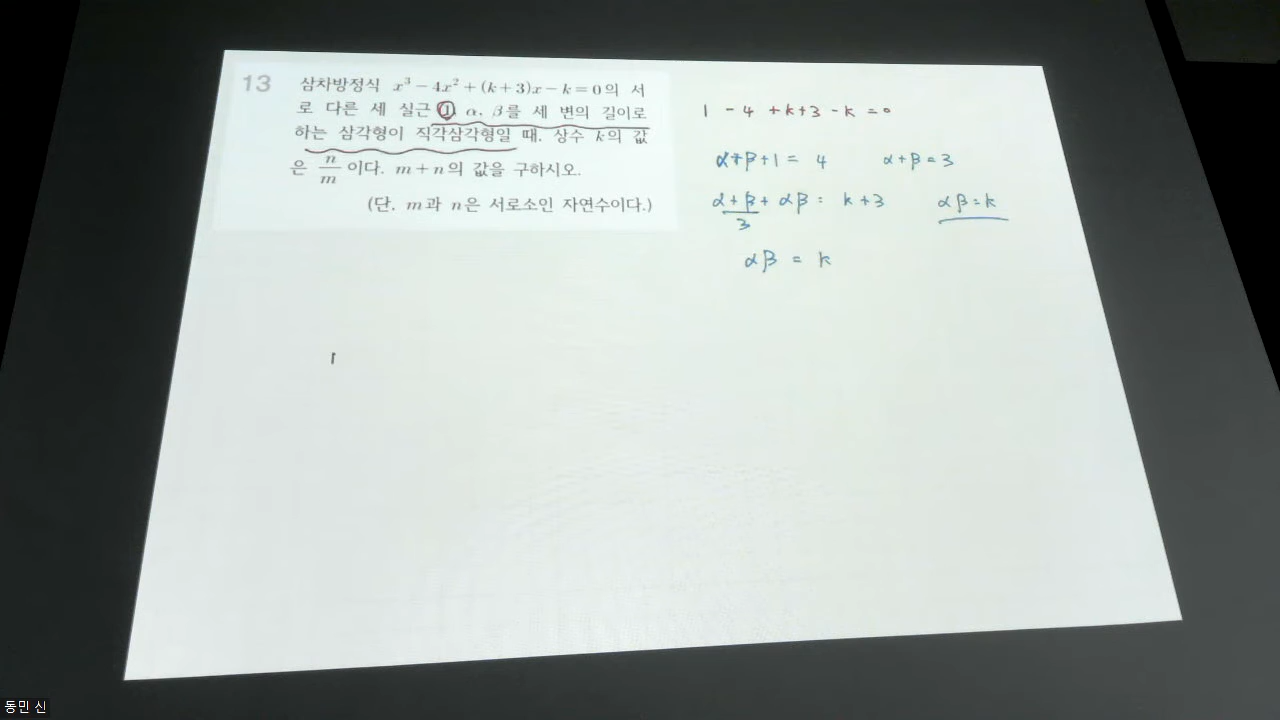 13 삼차방정식 x³ − 4x² + (k+3)x − k = 0의 서
로 다른 세 실근 1, α, β를 세 변의 길이로
하는 삼각형이 직각삼각형일 때, 상수 k의 값
은 n/m 이다. m+n의 값을 구하시오.
(단, m과 n은 서로소인 자연수이다.)
1 - 4 + k+3 - k = 0
α+β+1 = 4 α+β=3
α+β+ αβ = k+3 αβ=k
3
αβ = k
1
동민 신